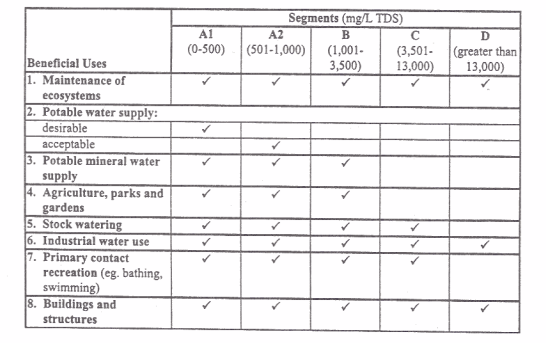 Segments (mg/L TDS)
Beneficial Uses A1 (0-500) A2 (501-1,000) B (1,001-3,500) C (3,501-13,000) D (greater than 13,000)
1. Maintenance of ecosystems ✓ ✓ ✓ ✓ ✓
2. Potable water supply:
desirable ✓
acceptable ✓
3. Potable mineral water supply ✓ ✓ ✓
4. Agriculture, parks and gardens ✓ ✓ ✓
5. Stock watering ✓ ✓ ✓ ✓
6. Industrial water use ✓ ✓ ✓ ✓ ✓
7. Primary contact recreation (eg. bathing, swimming) ✓ ✓ ✓ ✓
8. Buildings and structures ✓ ✓ ✓ ✓ ✓